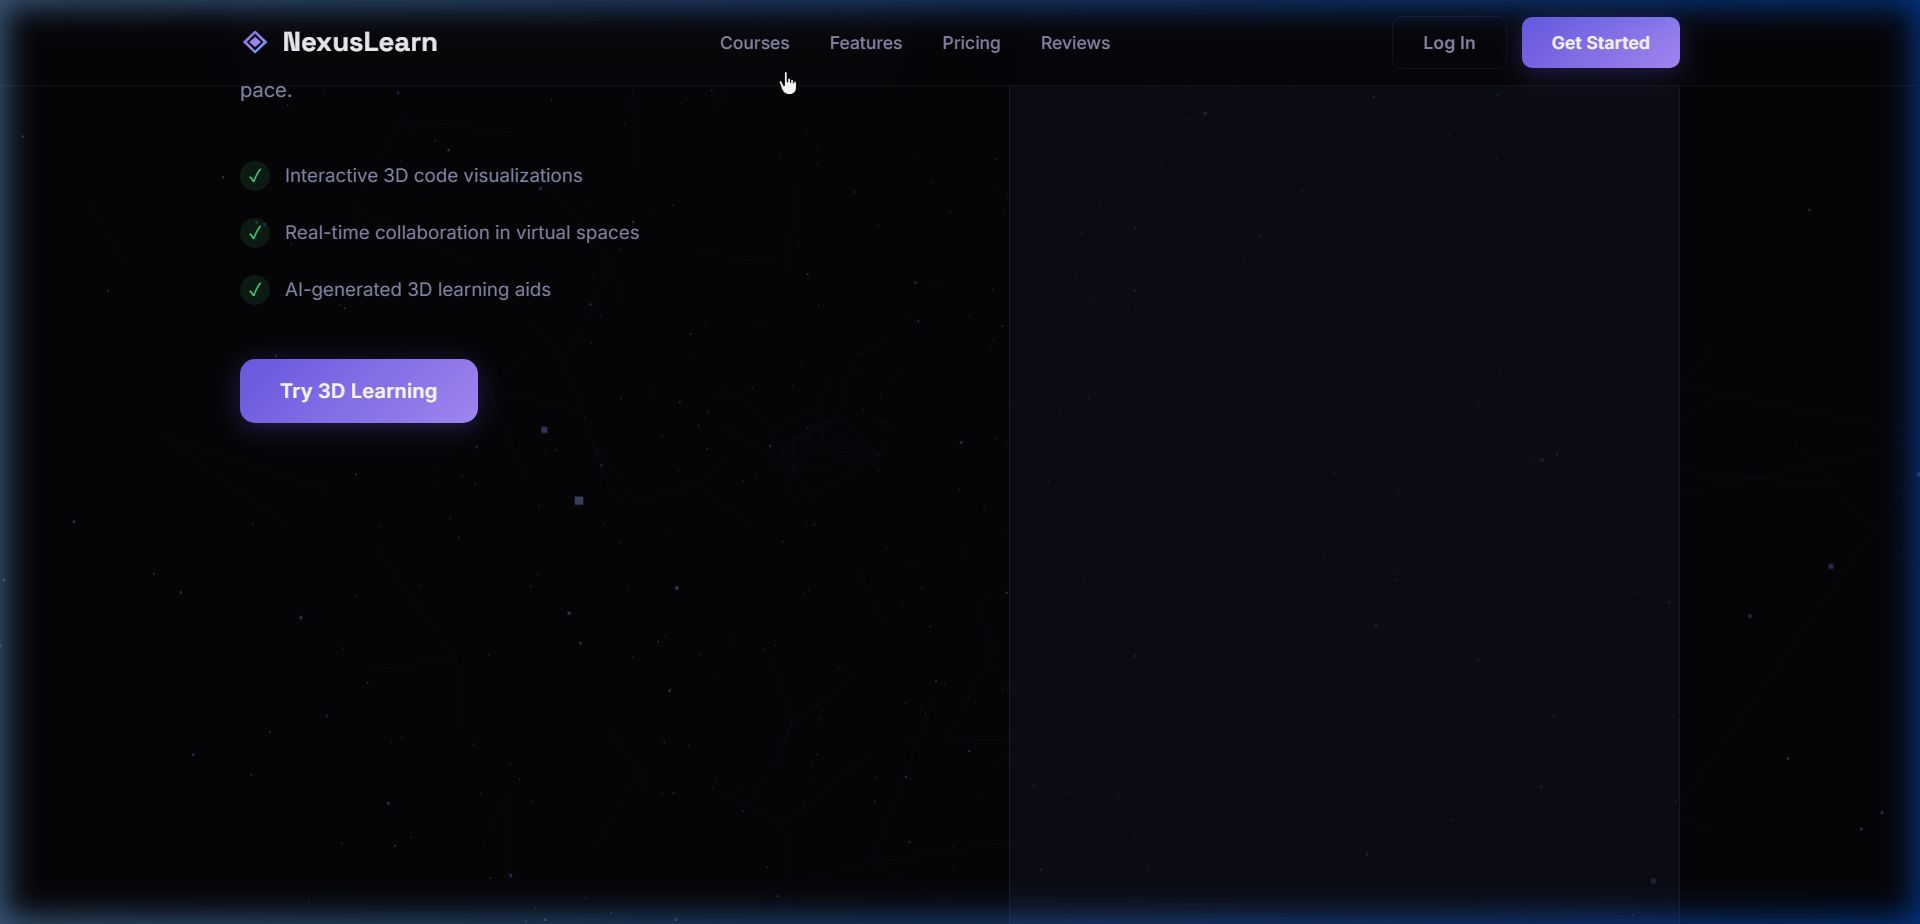 NexusLearn
Courses
Features
Pricing
Reviews
Log In
Get Started
pace.
Interactive 3D code visualizations
Real-time collaboration in virtual spaces
AI-generated 3D learning aids
Try 3D Learning